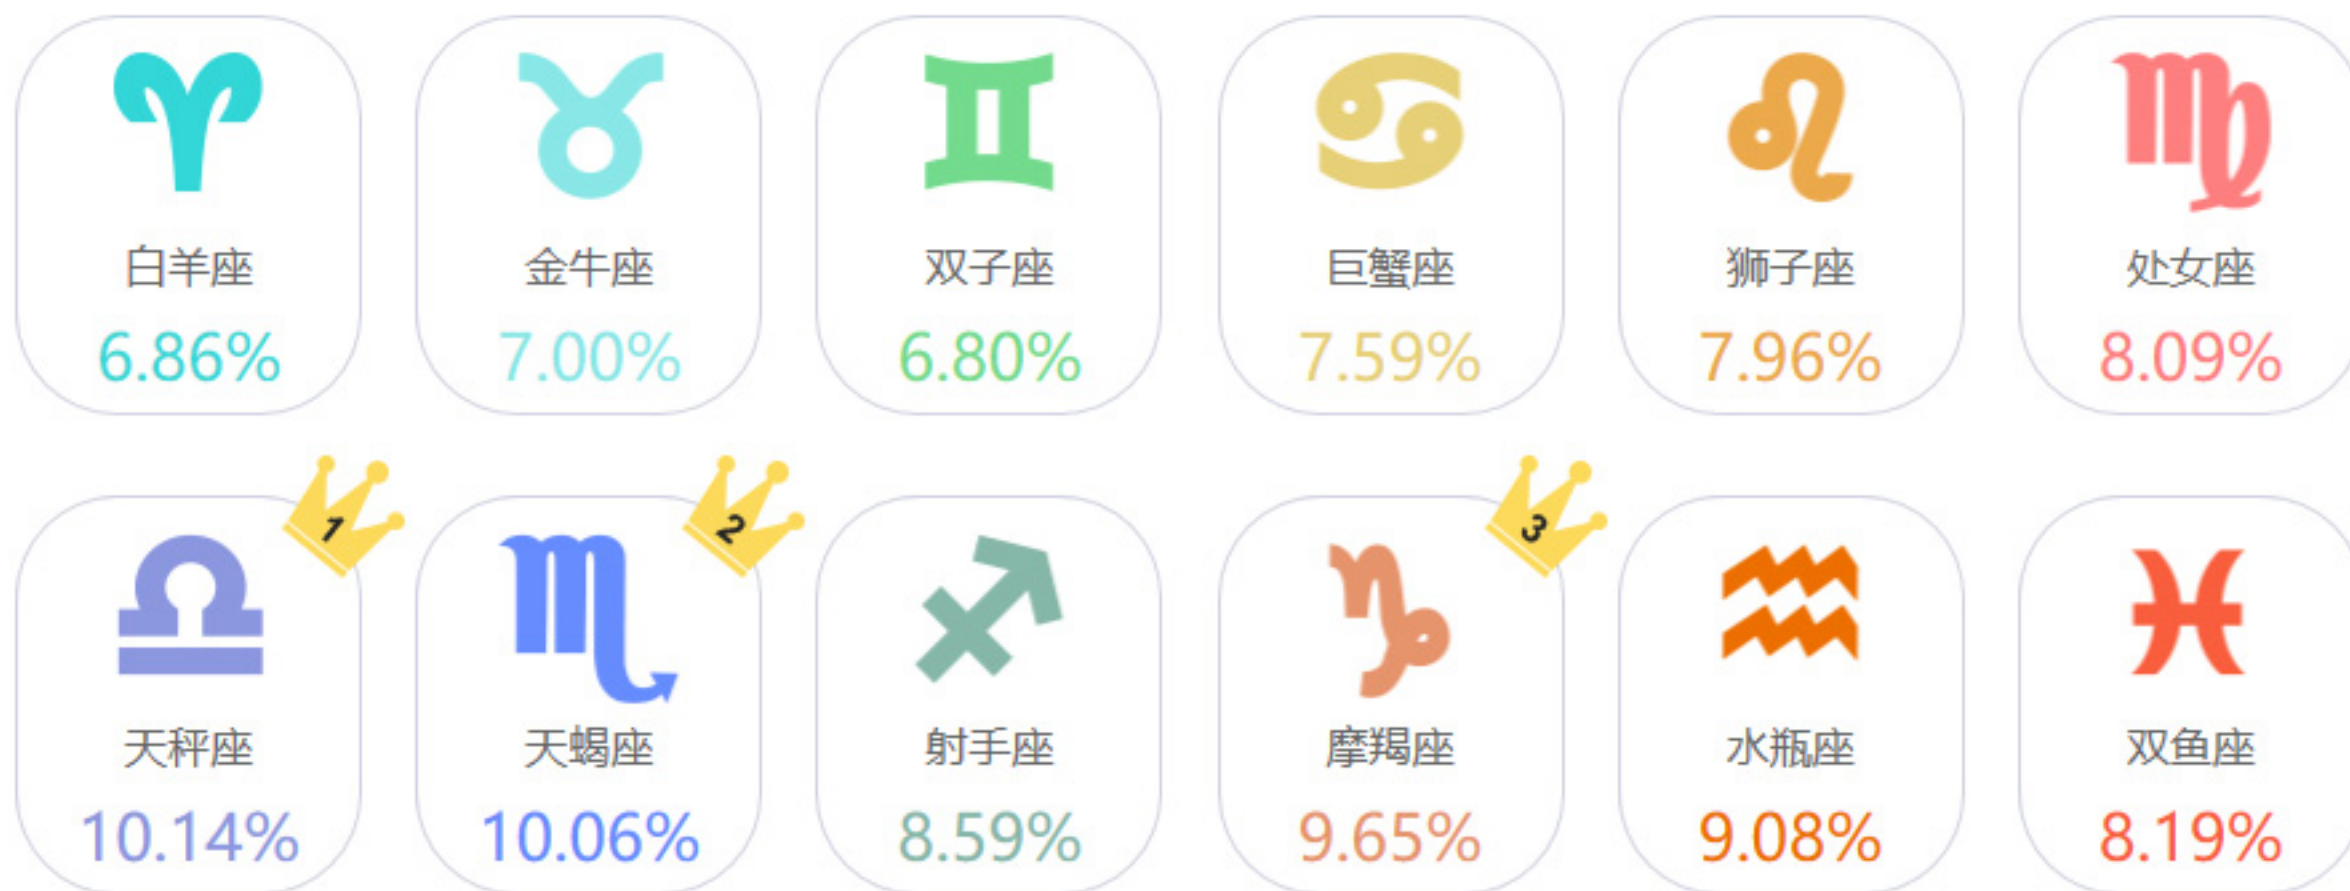 白羊座
6.86%
金牛座
7.00%
双子座
6.80%
巨蟹座
7.59%
狮子座
7.96%
处女座
8.09%
1
天秤座
10.14%
2
天蝎座
10.06%
射手座
8.59%
3
摩羯座
9.65%
水瓶座
9.08%
双鱼座
8.19%